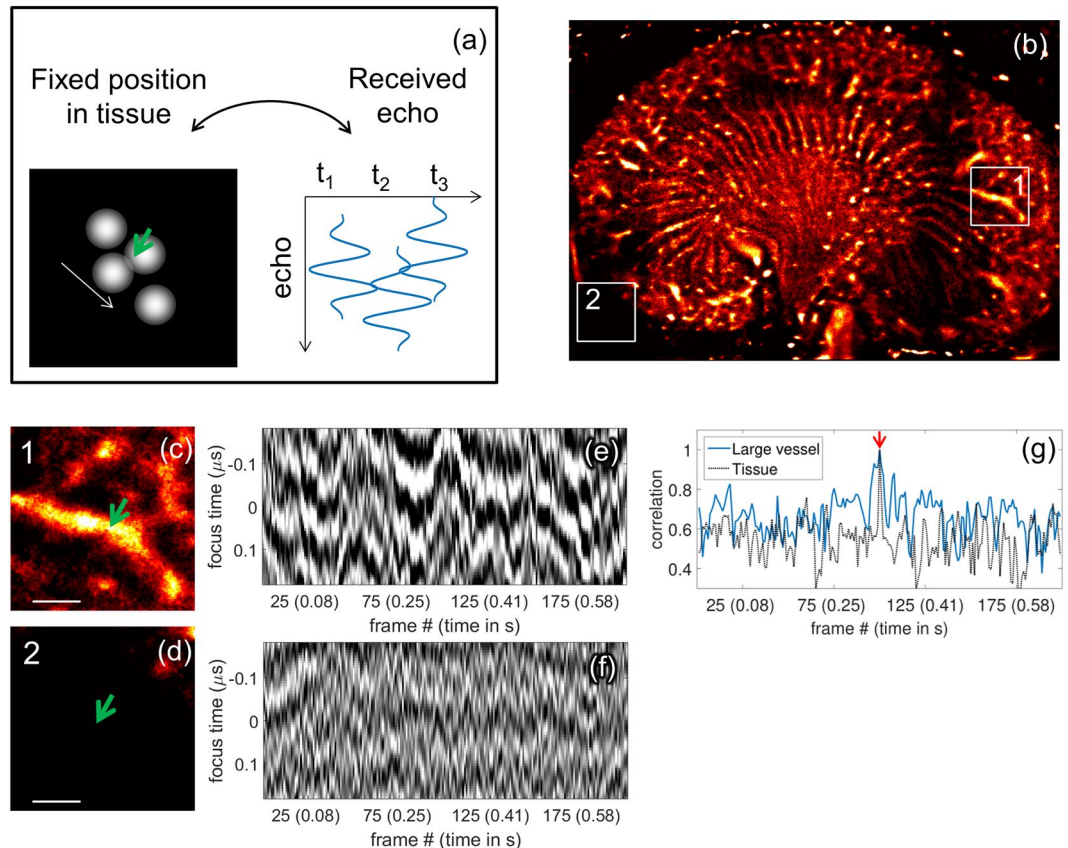 (a)
Fixed position
in tissue
Received
echo
t1
t2
t3
echo
(b)
1
2
1
(c)
2
(d)
(e)
focus time (μs)
-0.1
0
0.1
25 (0.08)
75 (0.25)
125 (0.41)
175 (0.58)
frame # (time in s)
(f)
focus time (μs)
-0.1
0
0.1
25 (0.08)
75 (0.25)
125 (0.41)
175 (0.58)
frame # (time in s)
(g)
Large vessel
Tissue
correlation
1
0.8
0.6
0.4
25 (0.08)
75 (0.25)
125 (0.41)
175 (0.58)
frame # (time in s)